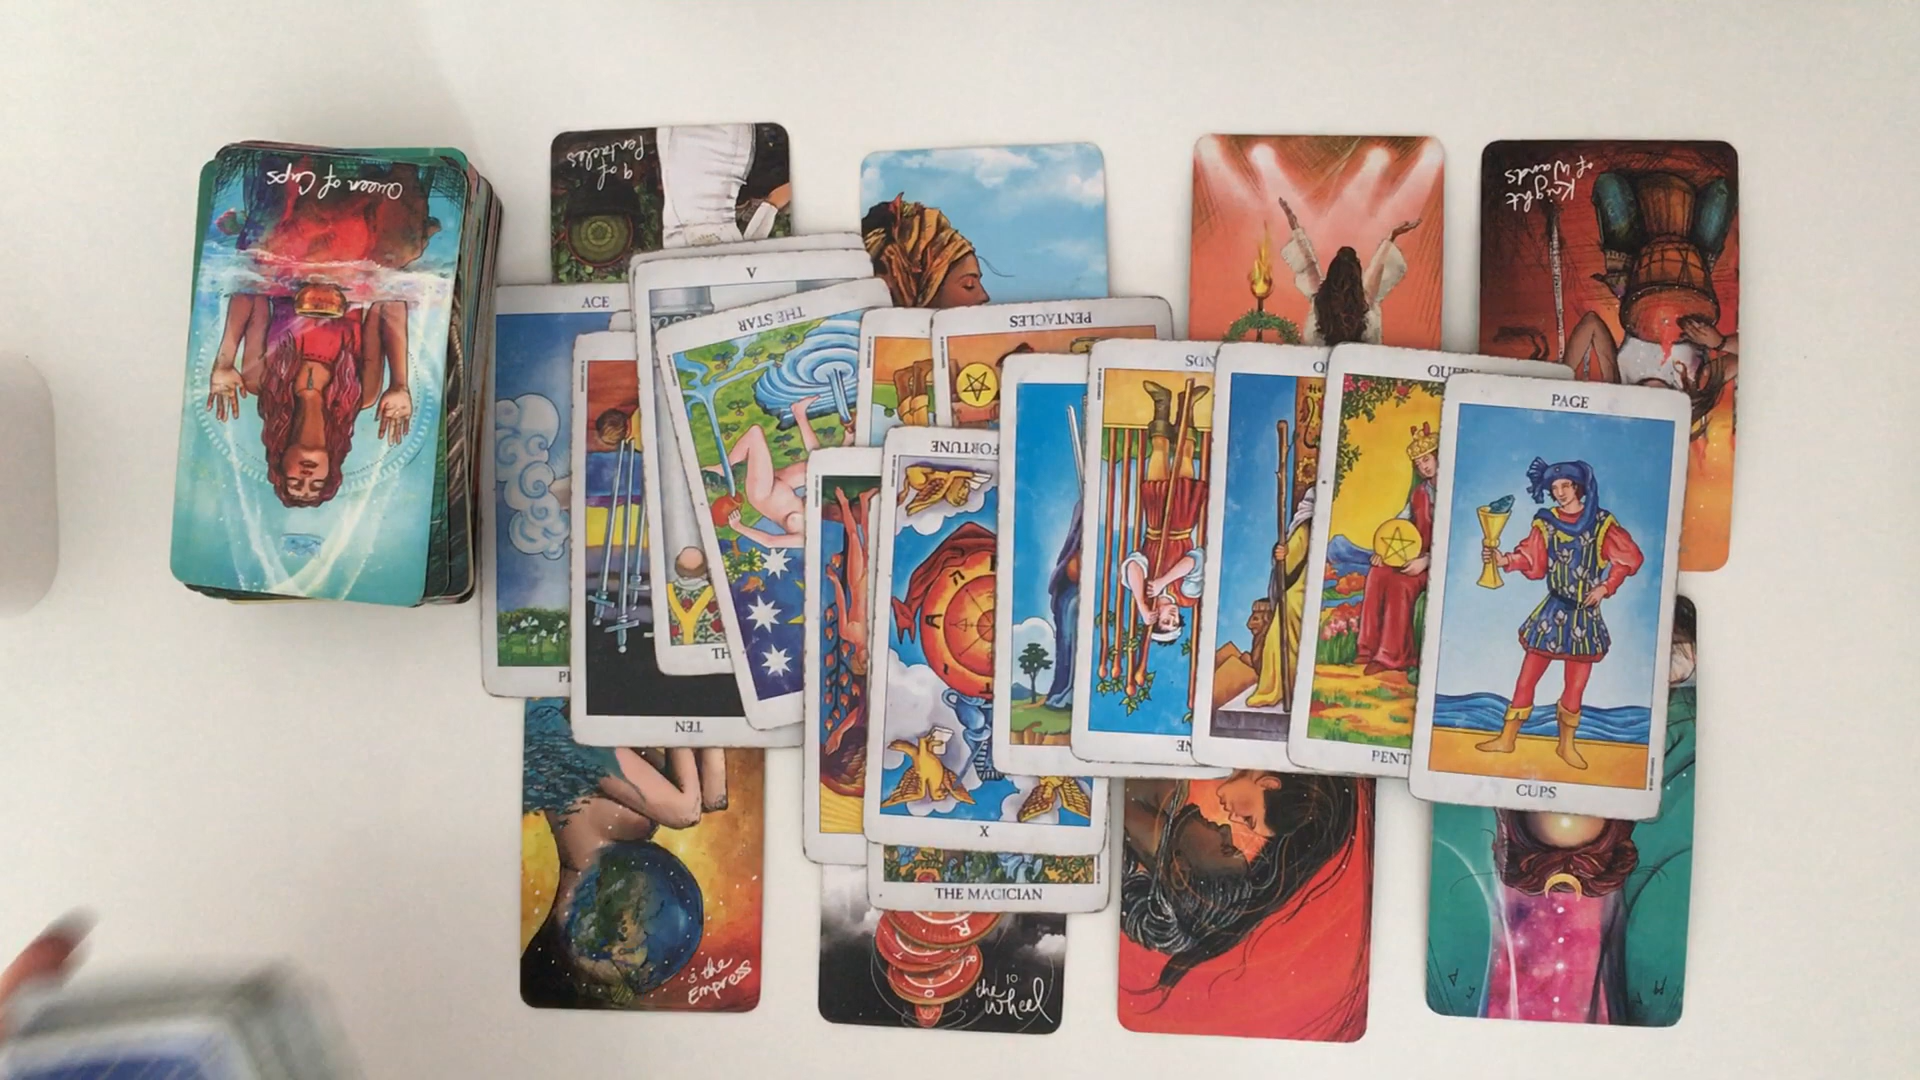 Queen of Cups
9 of
Pentacles
Knight
of Wands
ACE
V
THE STAR
PENTACLES
QUEEN
PAGE
FORTUNE
TEN
X
CUPS
THE MAGICIAN
3 the
Empress
10
the
Wheel